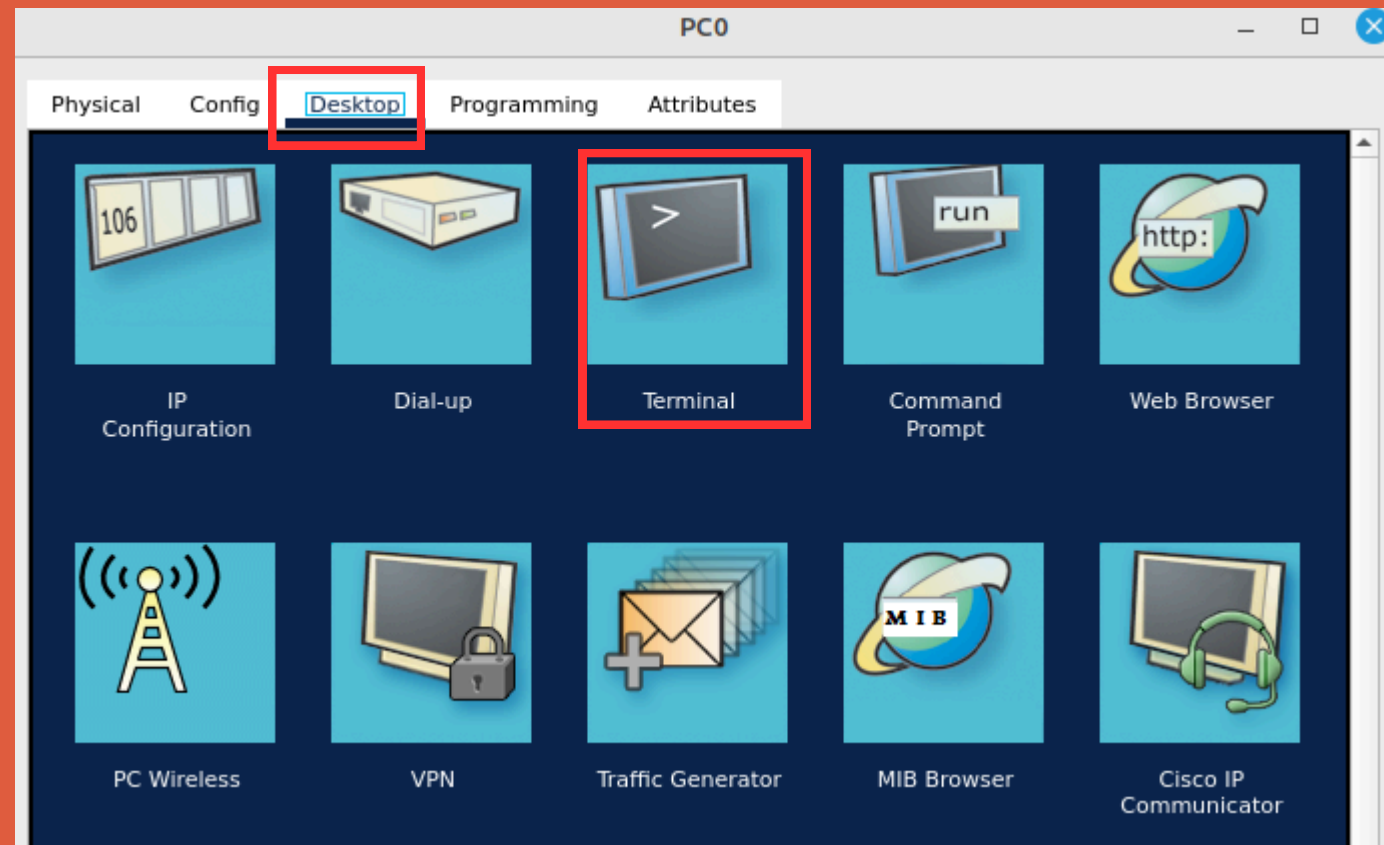 PC0
Physical Config Desktop Programming Attributes
106
>
run
http:
IP
Configuration
Dial-up
Terminal
Command
Prompt
Web Browser
MIB
PC Wireless
VPN
Traffic Generator
MIB Browser
Cisco IP
Communicator